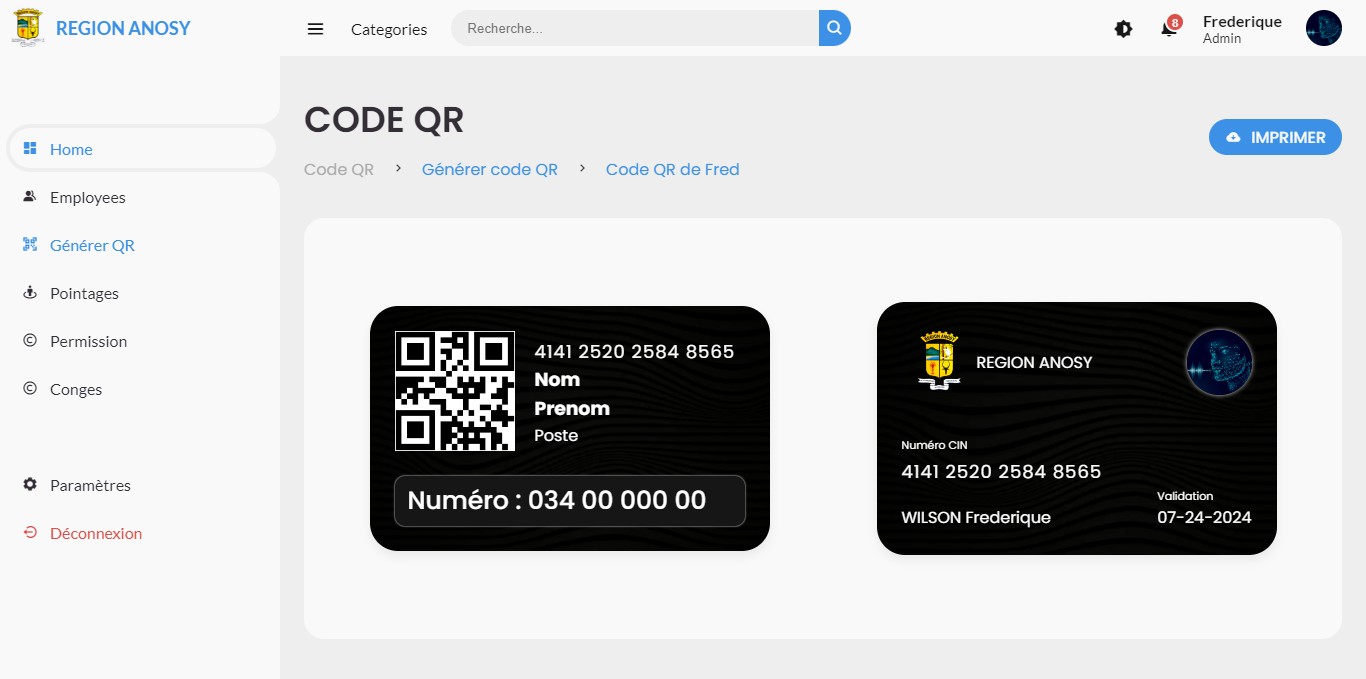 REGION ANOSY
Categories
Recherche...
8
Frederique
Admin
Home
Employees
Générer QR
Pointages
Permission
Conges
Paramètres
Déconnexion
CODE QR
Code QR > Générer code QR > Code QR de Fred
IMPRIMER
4141 2520 2584 8565
Nom
Prenom
Poste
Numéro : 034 00 000 00
REGION ANOSY
Numéro CIN
4141 2520 2584 8565
WILSON Frederique
Validation
07-24-2024